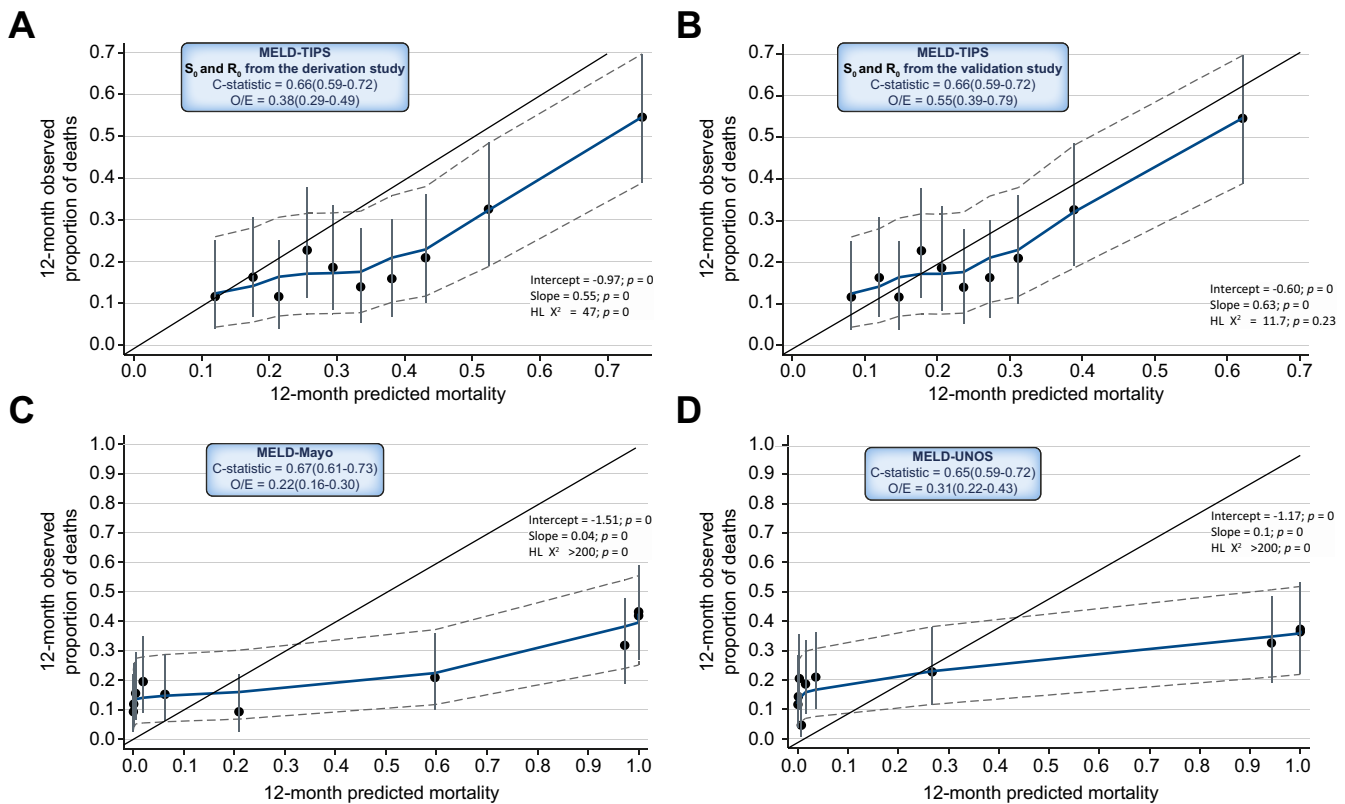 A
MELD-TIPS
S0 and R0 from the derivation study
C-statistic = 0.66(0.59-0.72)
O/E = 0.38(0.29-0.49)
0.7
0.6
0.5
0.4
0.3
0.2
0.1
0.0
12-month observed
proportion of deaths
Intercept = -0.97; p = 0
Slope = 0.55; p = 0
HL X² = 47; p = 0
0.0 0.1 0.2 0.3 0.4 0.5 0.6 0.7
12-month predicted mortality
B
MELD-TIPS
S0 and R0 from the validation study
C-statistic = 0.66(0.59-0.72)
O/E = 0.55(0.39-0.79)
0.7
0.6
0.5
0.4
0.3
0.2
0.1
0.0
12-month observed
proportion of deaths
Intercept = -0.60; p = 0
Slope = 0.63; p = 0
HL X² = 11.7; p = 0.23
0.0 0.1 0.2 0.3 0.4 0.5 0.6 0.7
12-month predicted mortality
C
MELD-Mayo
C-statistic = 0.67(0.61-0.73)
O/E = 0.22(0.16-0.30)
1.0
0.9
0.8
0.7
0.6
0.5
0.4
0.3
0.2
0.1
0.0
12-month observed
proportion of deaths
Intercept = -1.51; p = 0
Slope = 0.04; p = 0
HL X² >200; p = 0
0.0 0.1 0.2 0.3 0.4 0.5 0.6 0.7 0.8 0.9 1.0
12-month predicted mortality
D
MELD-UNOS
C-statistic = 0.65(0.59-0.72)
O/E = 0.31(0.22-0.43)
1.0
0.9
0.8
0.7
0.6
0.5
0.4
0.3
0.2
0.1
0.0
12-month observed
proportion of deaths
Intercept = -1.17; p = 0
Slope = 0.1; p = 0
HL X² >200; p = 0
0.0 0.1 0.2 0.3 0.4 0.5 0.6 0.7 0.8 0.9 1.0
12-month predicted mortality